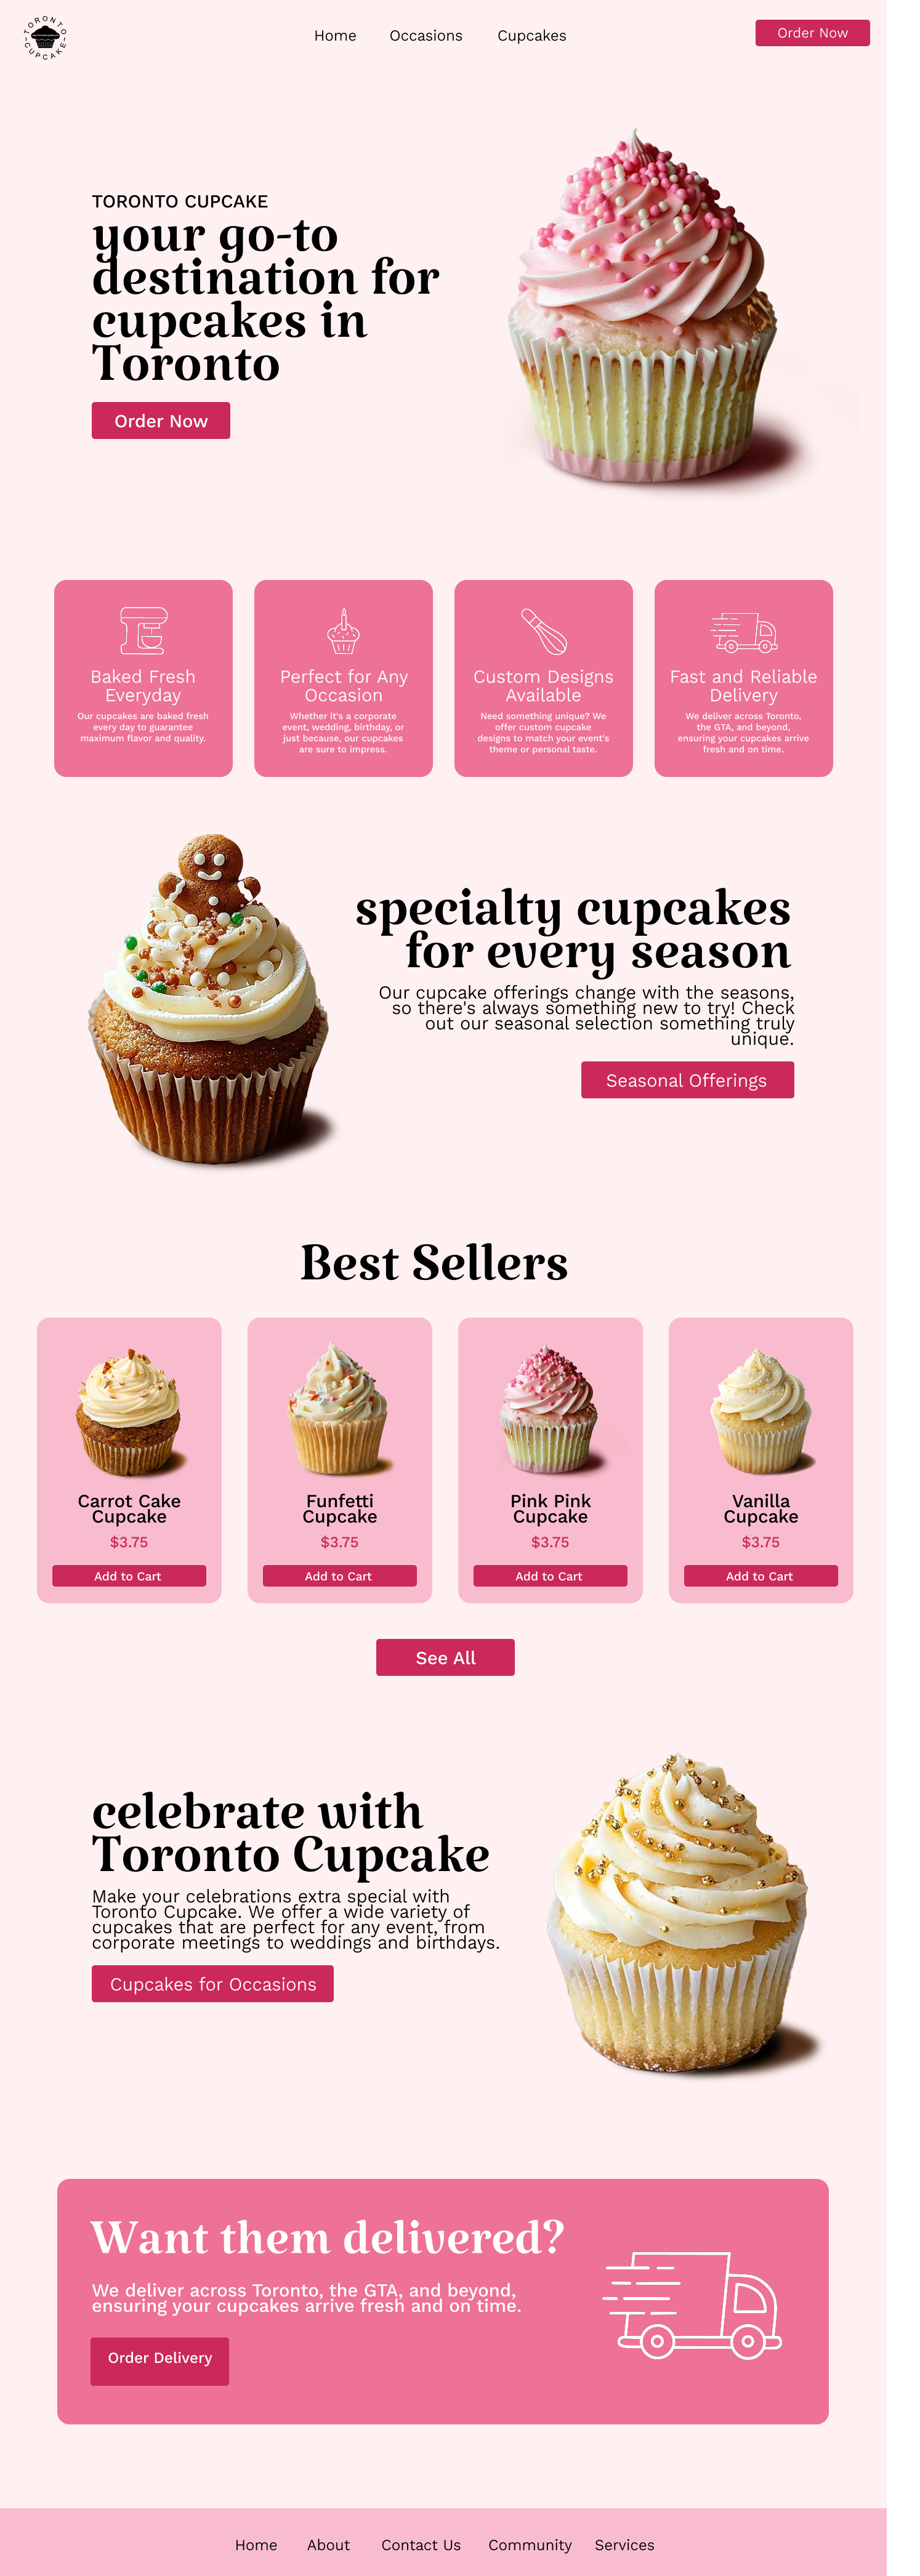 TORONTO
CUPCAKE
Home
Occasions
Cupcakes
Order Now
TORONTO CUPCAKE
your go-to
destination for
cupcakes in
Toronto
Order Now
Baked Fresh
Everyday
Our cupcakes are baked fresh
every day to guarantee
maximum flavor and quality.
Perfect for Any
Occasion
Whether it's a corporate
event, wedding, birthday, or
just because, our cupcakes
are sure to impress.
Custom Designs
Available
Need something unique? We
offer custom cupcake
designs to match your event's
theme or personal taste.
Fast and Reliable
Delivery
We deliver across Toronto,
the GTA, and beyond,
ensuring your cupcakes arrive
fresh and on time.
specialty cupcakes
for every season
Our cupcake offerings change with the seasons,
so there's always something new to try! Check
out our seasonal selection something truly
unique.
Seasonal Offerings
Best Sellers
Carrot Cake
Cupcake
$3.75
Add to Cart
Funfetti
Cupcake
$3.75
Add to Cart
Pink Pink
Cupcake
$3.75
Add to Cart
Vanilla
Cupcake
$3.75
Add to Cart
See All
celebrate with
Toronto Cupcake
Make your celebrations extra special with
Toronto Cupcake. We offer a wide variety of
cupcakes that are perfect for any event, from
corporate meetings to weddings and birthdays.
Cupcakes for Occasions
Want them delivered?
We deliver across Toronto, the GTA, and beyond,
ensuring your cupcakes arrive fresh and on time.
Order Delivery
Home
About
Contact Us
Community
Services